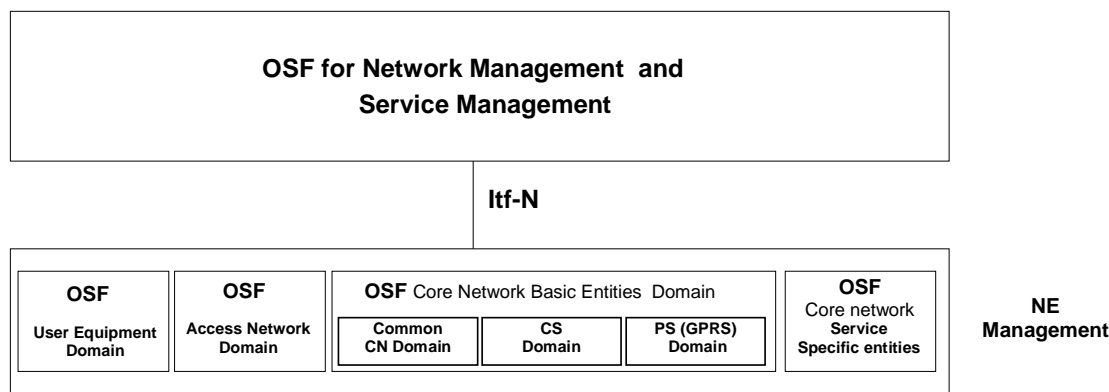 OSF for Network Management and
Service Management
Itf-N
OSF
User Equipment
Domain
OSF
Access Network
Domain
OSF Core Network Basic Entities Domain
Common
CN Domain
CS
Domain
PS (GPRS)
Domain
OSF
Core network
Service
Specific entities
NE
Management